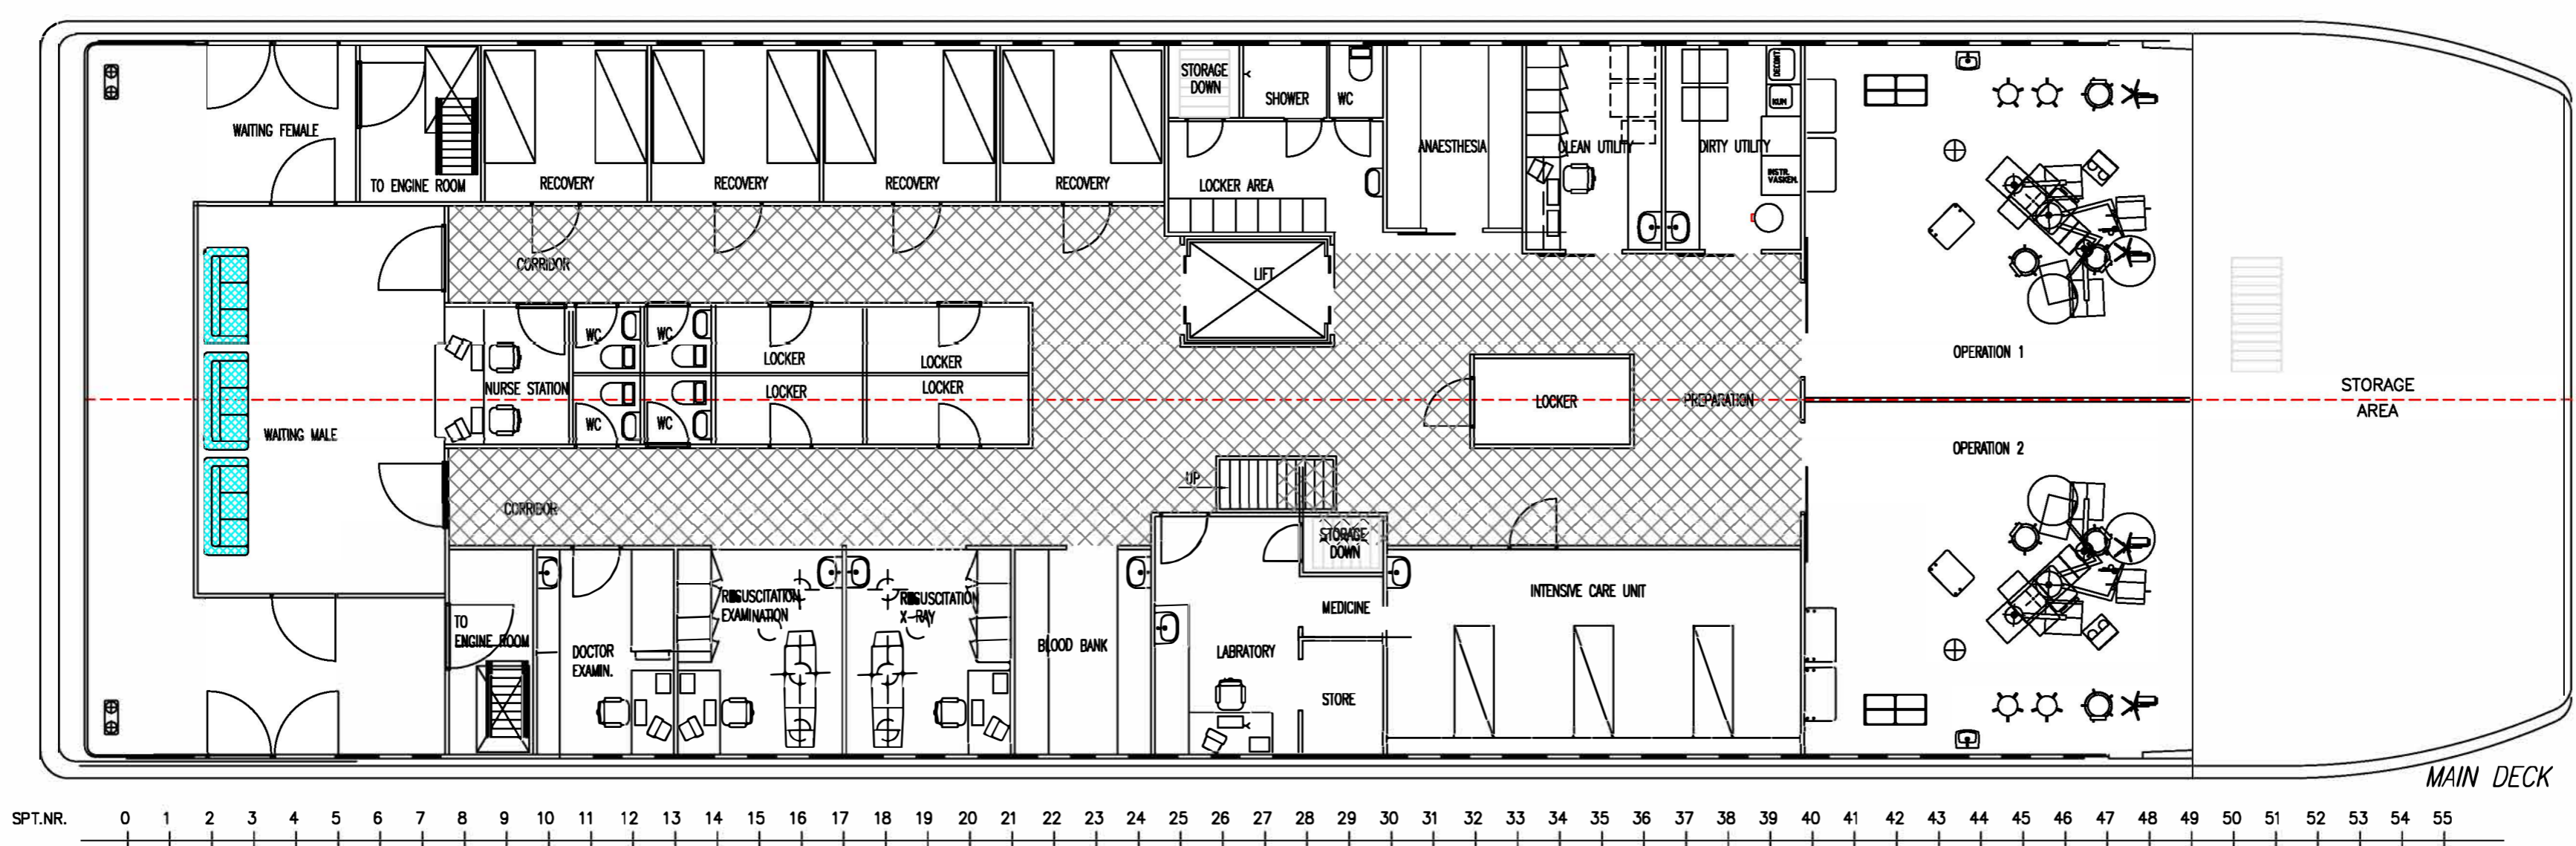 STORAGE
DOWN
SHOWER
WC
WAITING FEMALE
TO ENGINE ROOM
RECOVERY
RECOVERY
RECOVERY
RECOVERY
LOCKER AREA
ANAESTHESIA
CLEAN UTILITY
DIRTY UTILITY
DECONT
KUM
INSTR.
VASKEM.
CORRIDOR
LIFT
WC
WC
LOCKER
LOCKER
NURSE STATION
LOCKER
LOCKER
WC
WC
WAITING MALE
LOCKER
PREPARATION
OPERATION 1
OPERATION 2
STORAGE
AREA
UP
CORRIDOR
STORAGE
DOWN
TO
ENGINE ROOM
DOCTOR
EXAMIN.
RESUSCITATION
EXAMINATION
RESUSCITATION
X-RAY
BLOOD BANK
LABRATORY
MEDICINE
STORE
INTENSIVE CARE UNIT
MAIN DECK
SPT.NR. 0 1 2 3 4 5 6 7 8 9 10 11 12 13 14 15 16 17 18 19 20 21 22 23 24 25 26 27 28 29 30 31 32 33 34 35 36 37 38 39 40 41 42 43 44 45 46 47 48 49 50 51 52 53 54 55